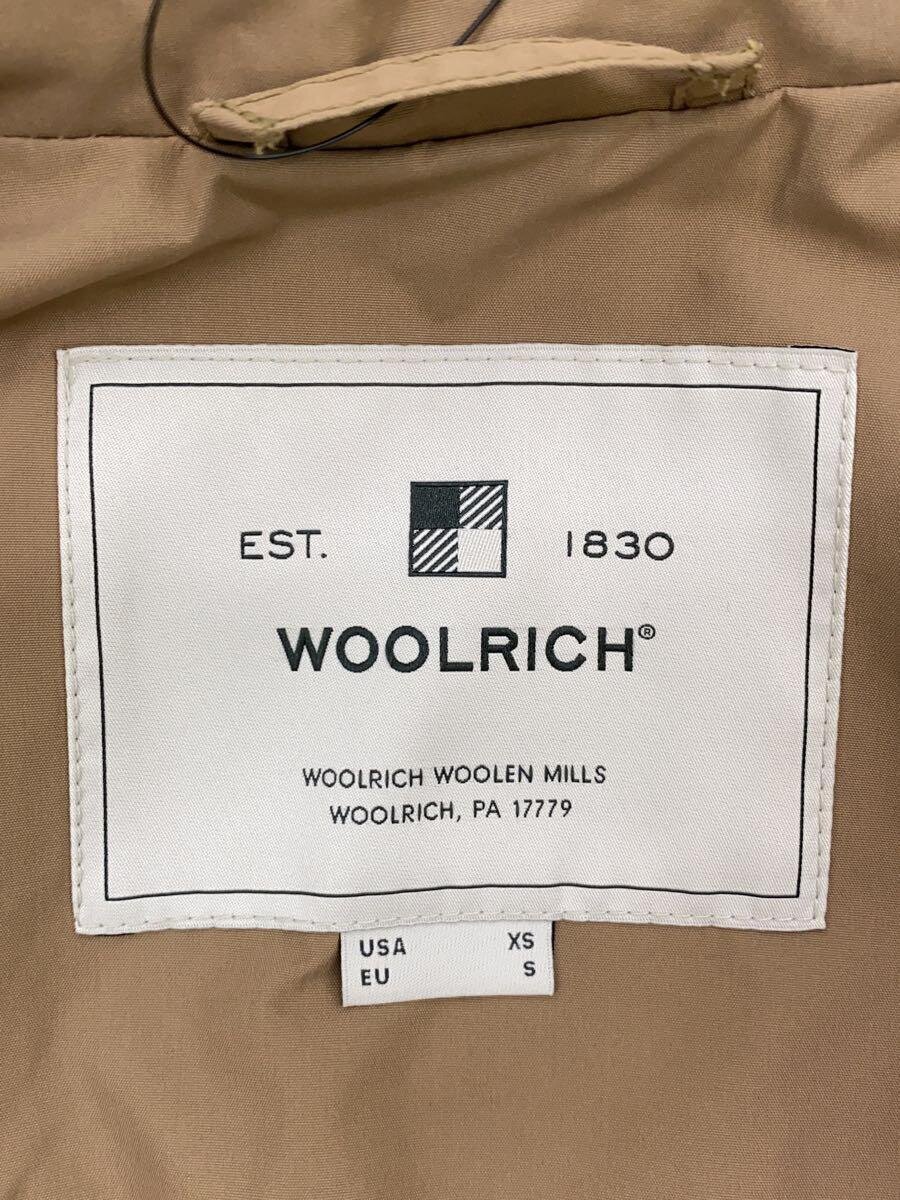 EST. 1830
WOOLRICH®
WOOLRICH WOOLEN MILLS
WOOLRICH, PA 17779
USA XS
EU S